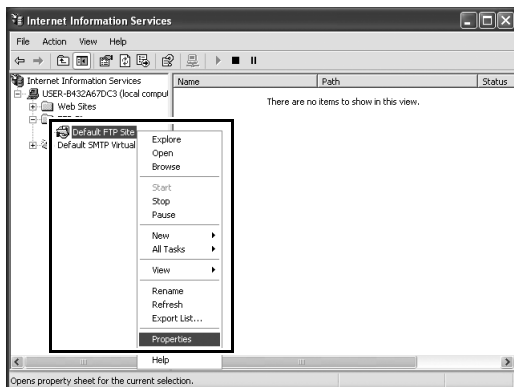 Internet Information Services
File Action View Help
Internet Information Services
USER-B432A67DC3 (local comput
Web Sites
Default FTP Site
Default SMTP Virtual
Name Path Status
There are no items to show in this view.
Explore
Open
Browse
Start
Stop
Pause
New
All Tasks
View
Rename
Refresh
Export List...
Properties
Help
Opens property sheet for the current selection.